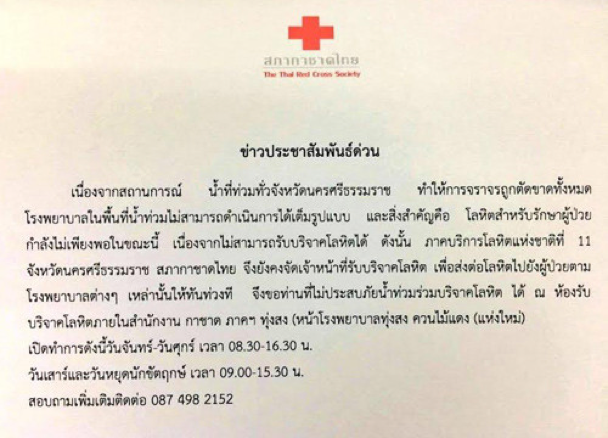 สภากาชาดไทย
The Thai Red Cross Society
ข่าวประชาสัมพันธ์ด่วน
เนื่องจากสถานการณ์ น้ำที่ท่วมทั่วจังหวัดนครศรีธรรมราช ทำให้การจราจรถูกตัดขาดทั้งหมด
โรงพยาบาลในพื้นที่น้ำท่วมไม่สามารถดำเนินการได้เต็มรูปแบบ และสิ่งสำคัญคือ โลหิตสำหรับรักษาผู้ป่วย
กำลังไม่เพียงพอในขณะนี้ เนื่องจากไม่สามารถรับบริจาคโลหิตได้ ดังนั้น ภาคบริการโลหิตแห่งชาติที่ 11
จังหวัดนครศรีธรรมราช สภากาชาดไทย จึงยังคงจัดเจ้าหน้าที่รับบริจาคโลหิต เพื่อส่งต่อโลหิตไปยังผู้ป่วยตาม
โรงพยาบาลต่างๆ เหล่านั้นให้ทันท่วงที จึงขอท่านที่ไม่ประสบภัยน้ำท่วมร่วมบริจาคโลหิต ได้ ณ ห้องรับ
บริจาคโลหิตภายในสำนักงาน กาชาด ภาคฯ ทุ่งสง (หน้าโรงพยาบาลทุ่งสง ควนไม้แดง (แห่งใหม่)
เปิดทำการดังนี้วันจันทร์-วันศุกร์ เวลา 08.30-16.30 น.
วันเสาร์และวันหยุดนักขัตฤกษ์ เวลา 09.00-15.30 น.
สอบถามเพิ่มเติมติดต่อ 087 498 2152